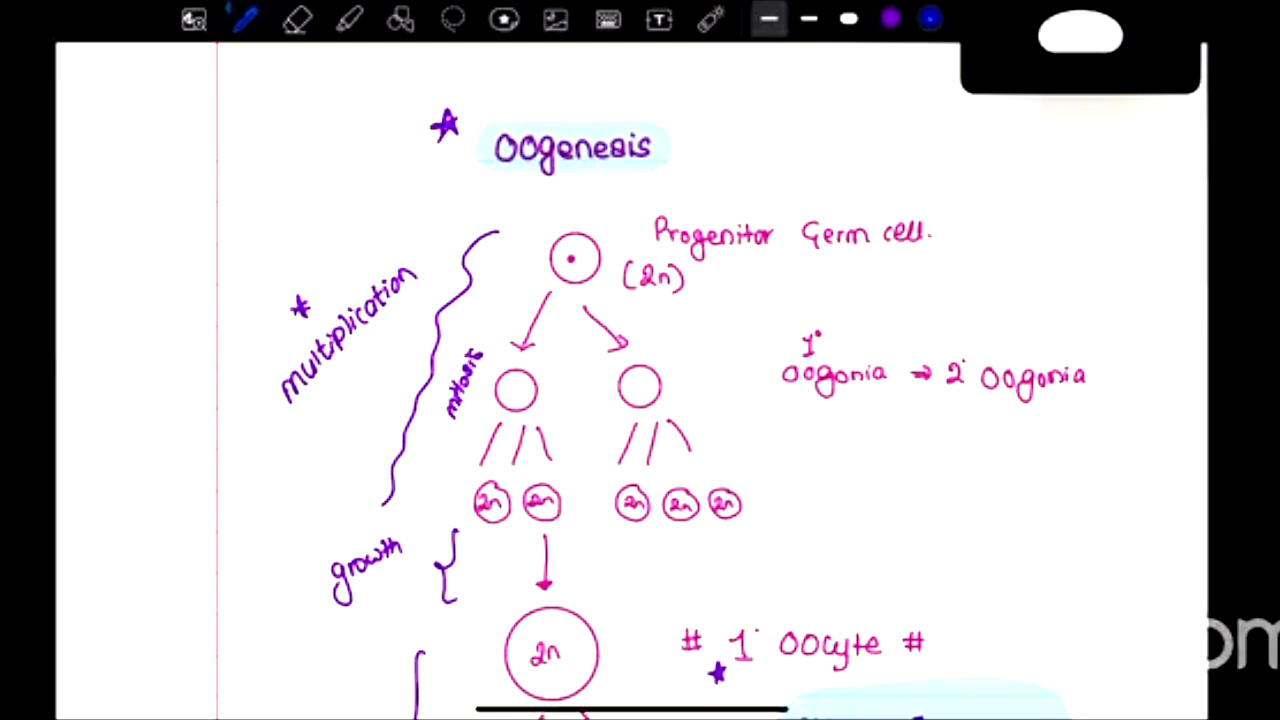 Oogenesis
Progenitor Germ cell.
(2n)
multiplication
mitosis
1°
Oogonia → 2° Oogonia
2n 2n 2n 2n 2n
growth
2n
# 1° Oocyte #
om